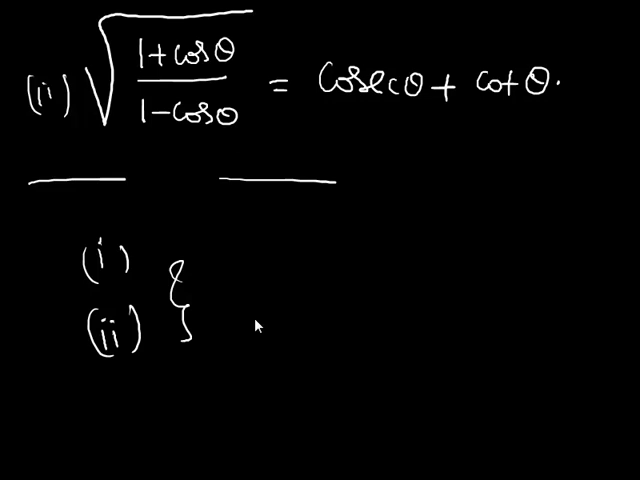 (ii) √((1+cosθ)/(1-cosθ)) = cosecθ + cotθ.
(i)
(ii)